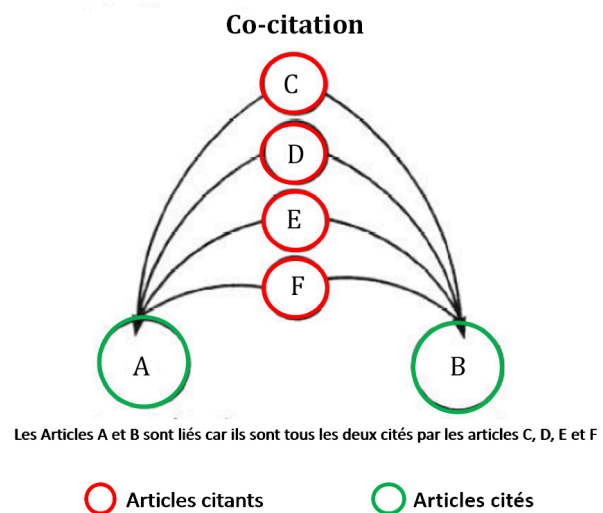 Co-citation
C
D
E
F
A
B
Les Articles A et B sont liés car ils sont tous les deux cités par les articles C, D, E et F
Articles citants
Articles cités